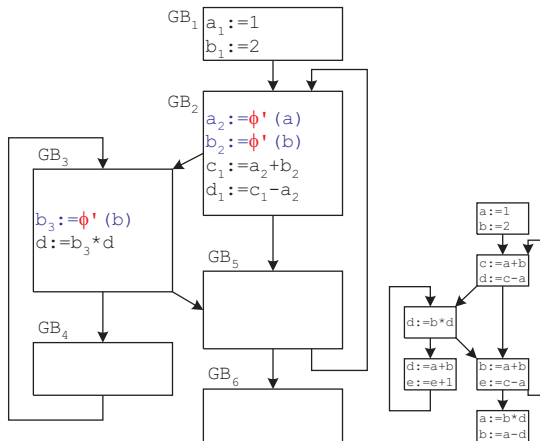 GB₁
a₁:=1
b₁:=2
GB₂
a₂:=ϕ'(a)
b₂:=ϕ'(b)
c₁:=a₂+b₂
d₁:=c₁-a₂
GB₃
b₃:=ϕ'(b)
d:=b₃*d
GB₄
GB₅
GB₆
a:=1
b:=2
c:=a+b
d:=c-a
d:=b*d
d:=a+b
e:=e+1
b:=a+b
e:=c-a
a:=b*d
b:=a-d